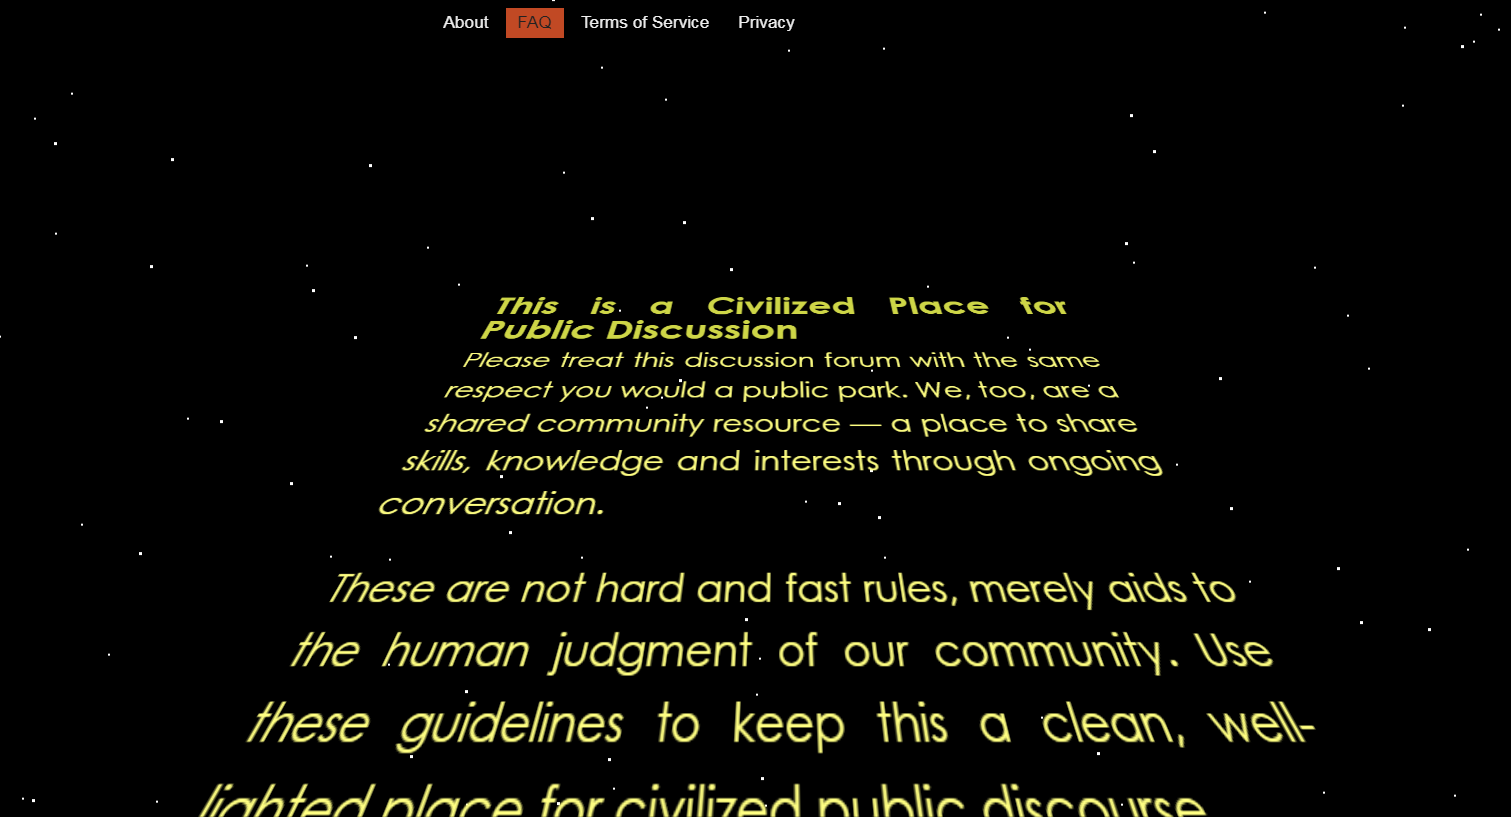 About FAQ Terms of Service Privacy
This is a Civilized Place for
Public Discussion
Please treat this discussion forum with the same
respect you would a public park. We, too, are a
shared community resource — a place to share
skills, knowledge and interests through ongoing
conversation.
These are not hard and fast rules, merely aids to
the human judgment of our community. Use
these guidelines to keep this a clean, well-
lighted place for civilized public discourse